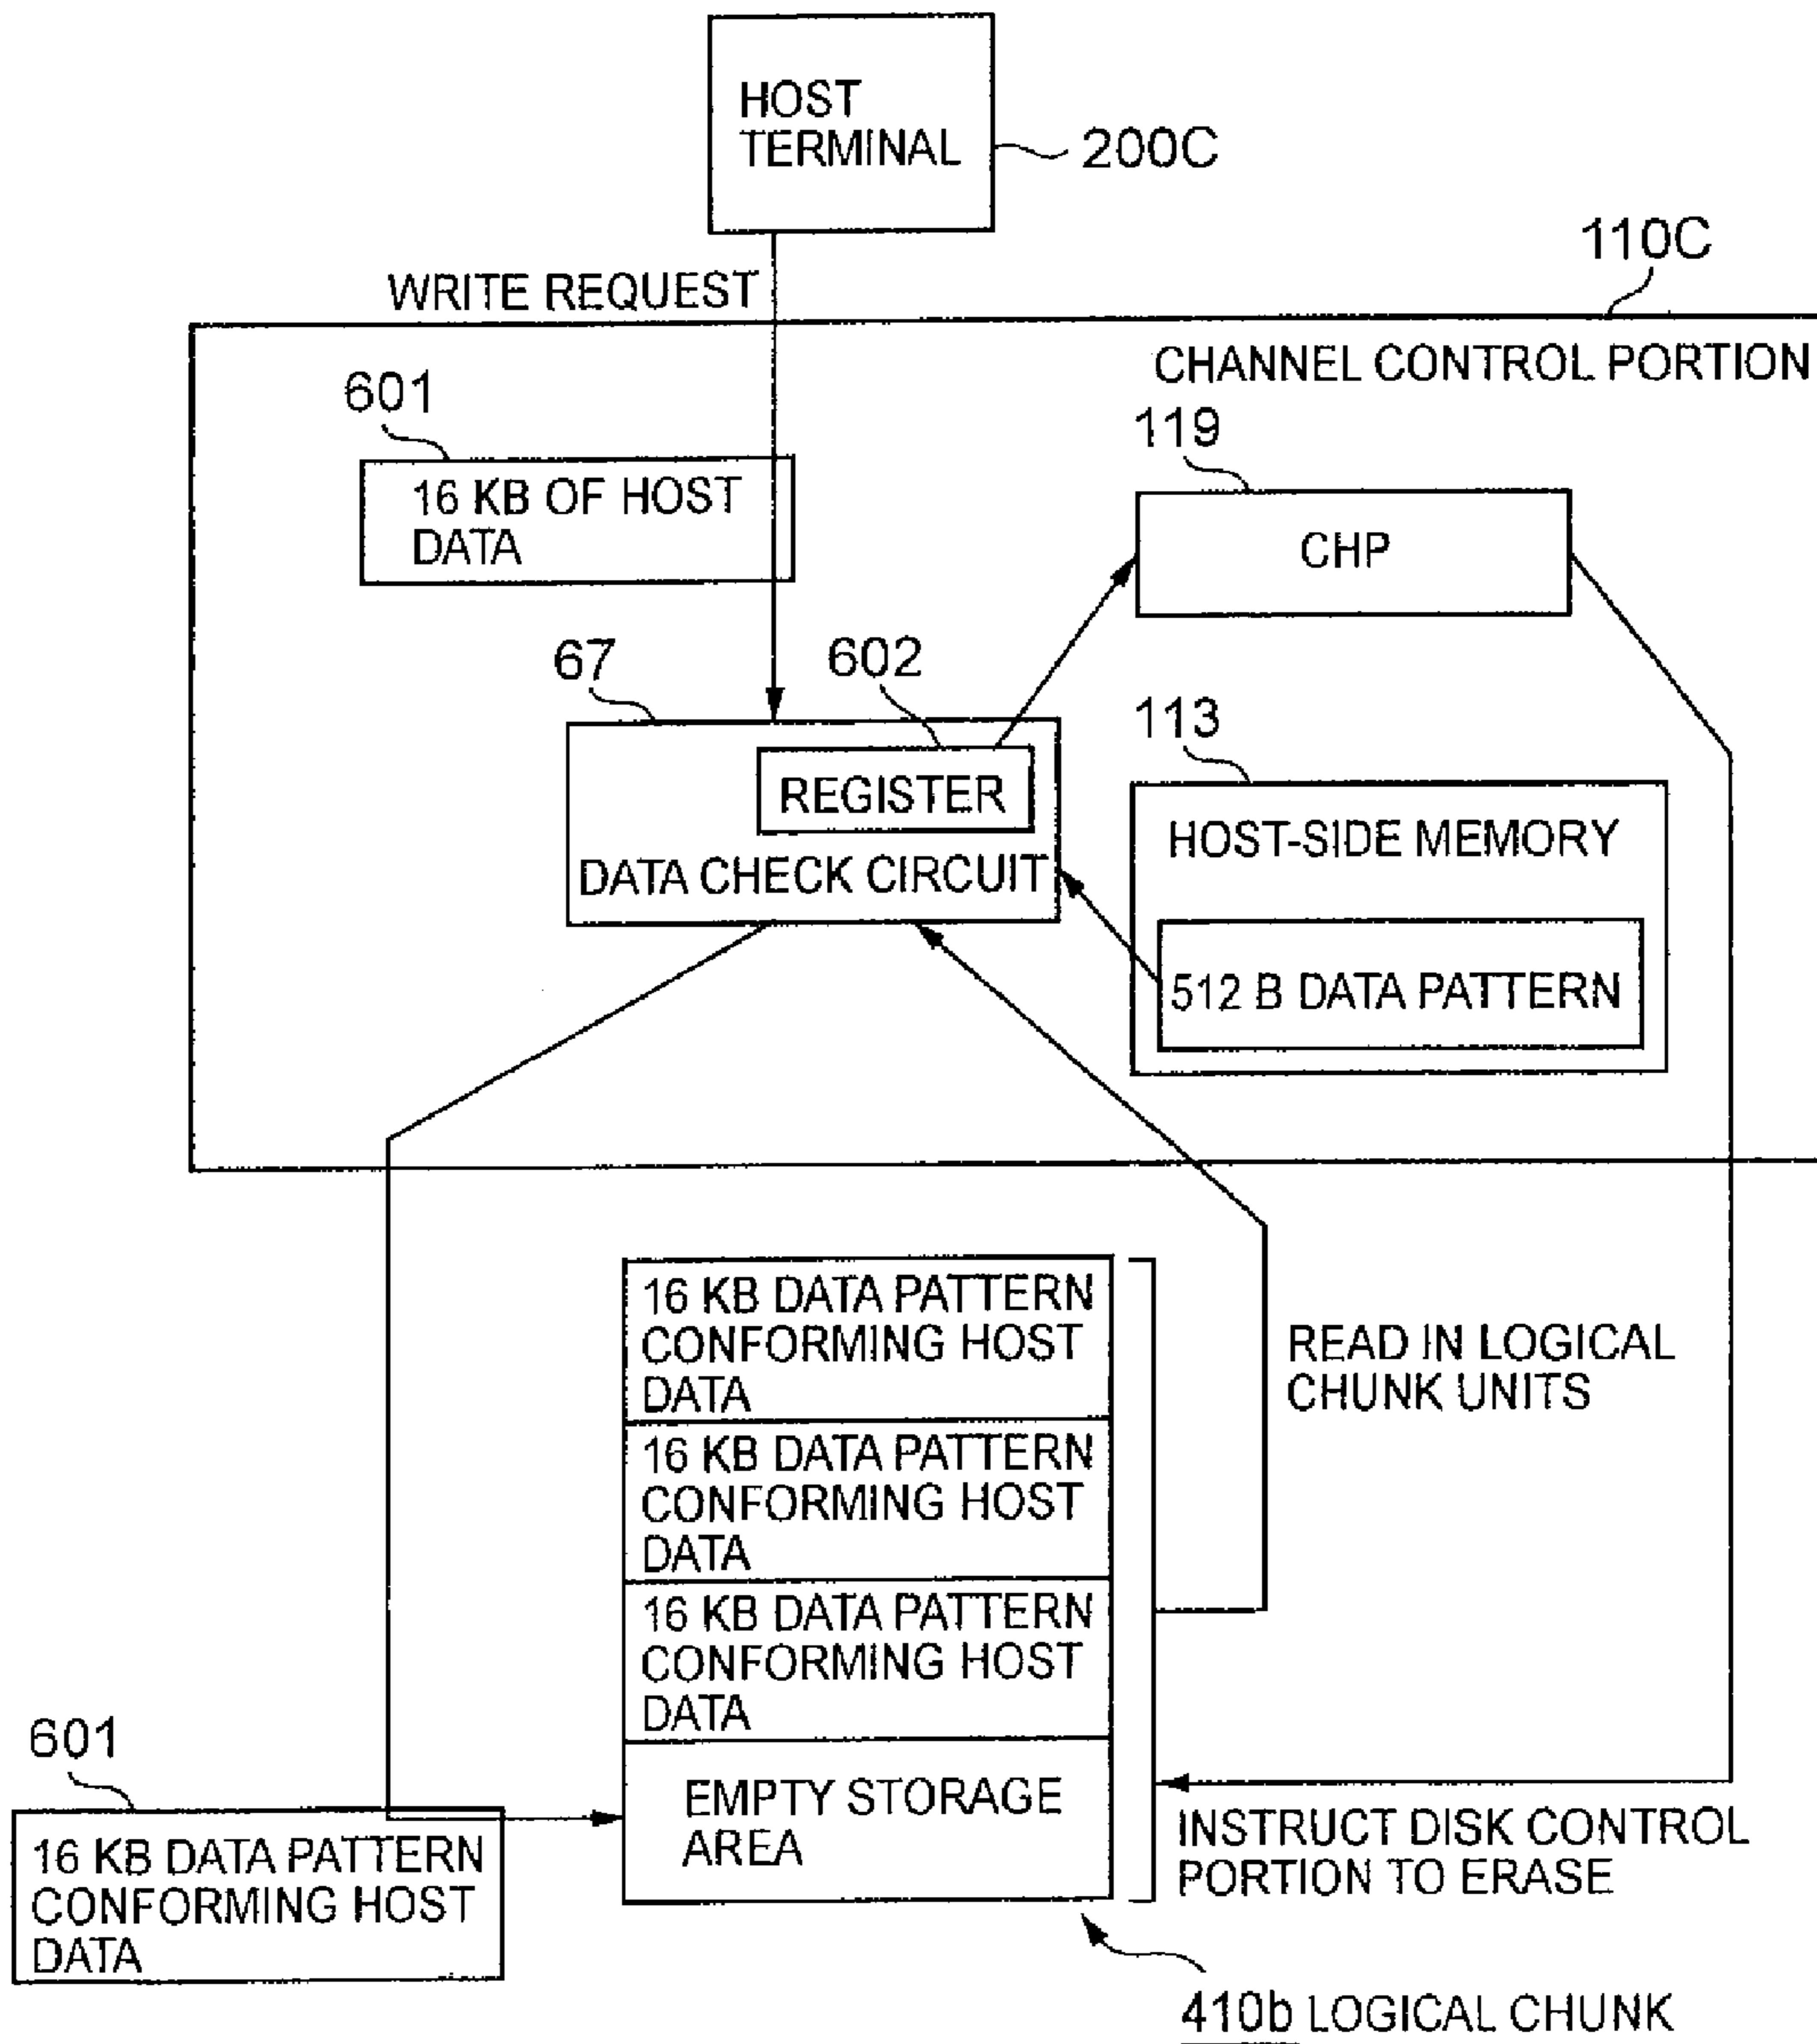 HOST
TERMINAL
200C
110C
WRITE REQUEST
CHANNEL CONTROL PORTION
601
119
16 KB OF HOST
DATA
CHP
67
602
113
REGISTER
HOST-SIDE MEMORY
DATA CHECK CIRCUIT
512 B DATA PATTERN
16 KB DATA PATTERN
CONFORMING HOST
DATA
READ IN LOGICAL
CHUNK UNITS
16 KB DATA PATTERN
CONFORMING HOST
DATA
16 KB DATA PATTERN
CONFORMING HOST
DATA
601
EMPTY STORAGE
AREA
INSTRUCT DISK CONTROL
PORTION TO ERASE
16 KB DATA PATTERN
CONFORMING HOST
DATA
410b LOGICAL CHUNK